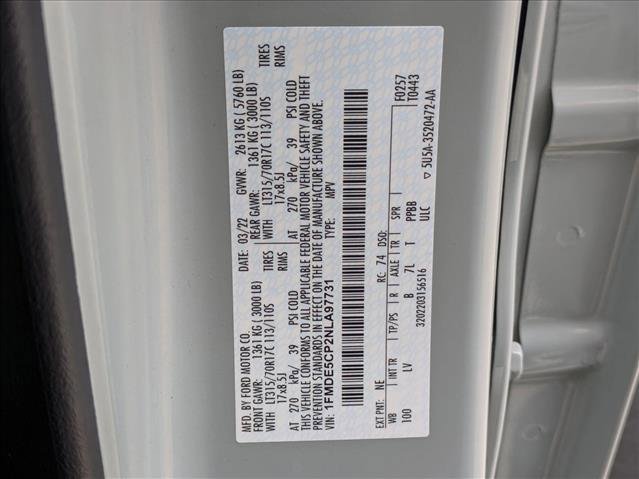 MFD. BY FORD MOTOR CO.
DATE: 03/22 GVWR: 2613 KG ( 5760 LB)
FRONT GAWR: 1361 KG ( 3000 LB) REAR GAWR: 1361 KG ( 3000 LB)
WITH LT315/70R17C 113/110S TIRES WITH LT315/70R17C 113/110S TIRES
17x8.5J RIMS 17x8.5J RIMS
AT 270 kPa/ 39 PSI COLD AT 270 kPa/ 39 PSI COLD
THIS VEHICLE CONFORMS TO ALL APPLICABLE FEDERAL MOTOR VEHICLE SAFETY AND THEFT
PREVENTION STANDARDS IN EFFECT ON THE DATE OF MANUFACTURE SHOWN ABOVE.
VIN: 1FMDE5CP2NLA97731 TYPE: MPV
F0257
T0443
EXT PNT: NE RC: 74 DSO:
WB INT TR TP/PS R AXLE TR SPR
100 LV B 7L T PPBB
ULC
3202203156516 ▽ 5U5A-3520472-AA